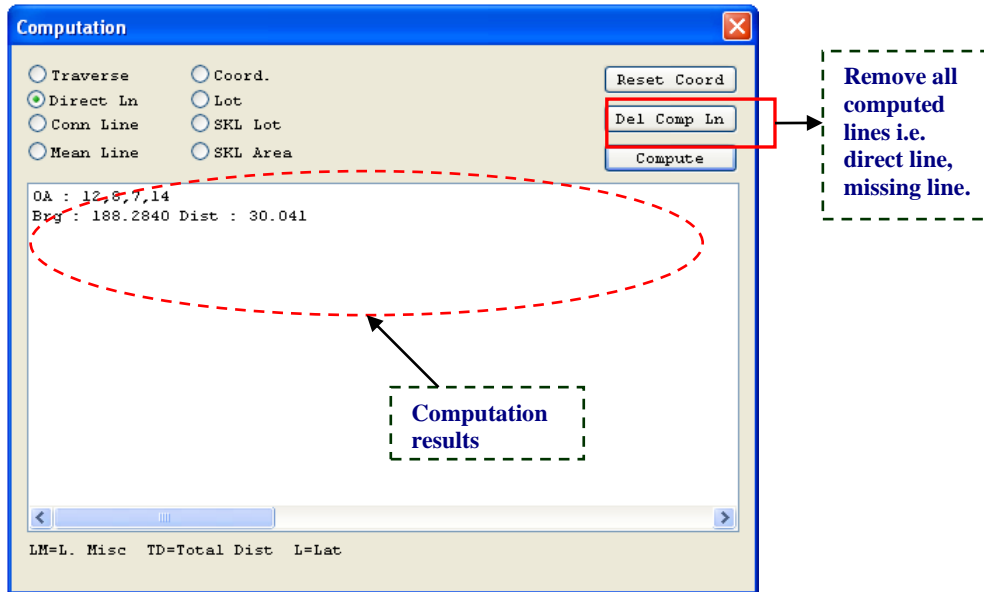 Computation
Traverse
Direct Ln
Conn Line
Mean Line
Coord.
Lot
SKL Lot
SKL Area
Reset Coord
Del Comp Ln
Compute
OA : 12,8,7,14
Brg : 188.2840 Dist : 30.041
LM=L. Misc TD=Total Dist L=Lat
Remove all
computed
lines i.e.
direct line,
missing line.
Computation
results